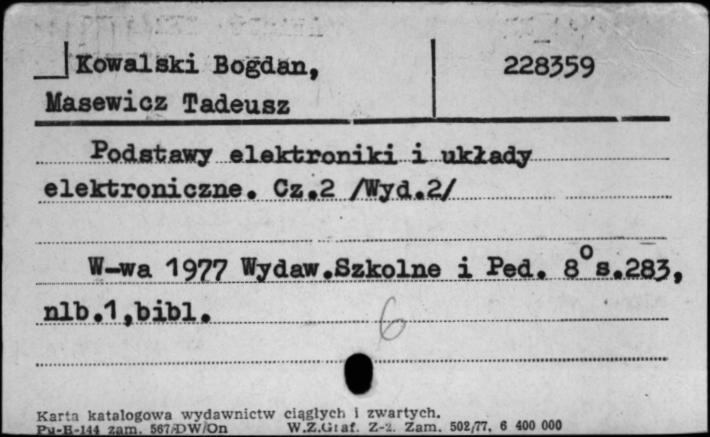 Kowalski Bogdan, 228359
Masewicz Tadeusz
Podstawy elektroniki i układy
elektroniczne. Cz.2 /Wyd.2/
W-wa 1977 Wydaw.Szkolne i Ped. 8° s.283,
nlb.1,bibl.
6
Karta katalogowa wydawnictw ciągłych i zwartych.
Pu-B-144 zam. 567/DW/On W.Z.Graf. Z-2. Zam. 502/77, 6 400 000